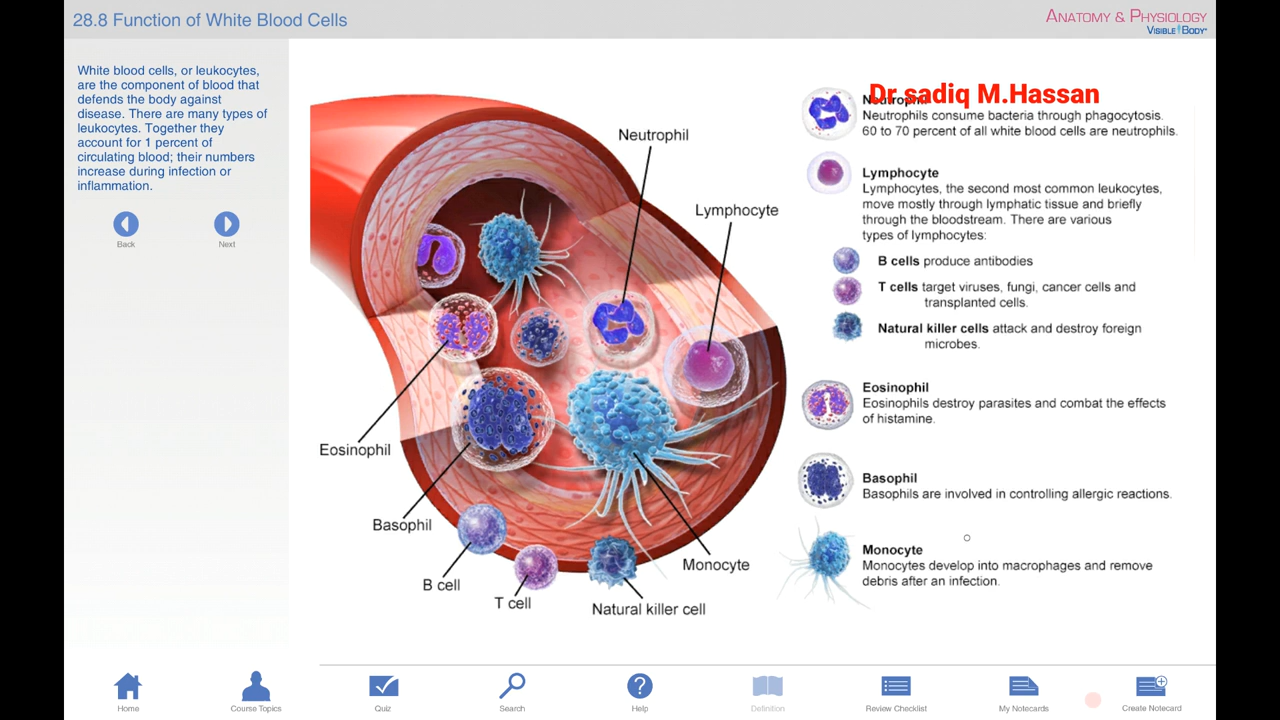 28.8 Function of White Blood Cells
ANATOMY & PHYSIOLOGY
VISIBLE BODY®
White blood cells, or leukocytes,
are the component of blood that
defends the body against
disease. There are many types of
leukocytes. Together they
account for 1 percent of
circulating blood; their numbers
increase during infection or
inflammation.
Back
Next
Neutrophil
Lymphocyte
Eosinophil
Basophil
B cell
T cell
Natural killer cell
Monocyte
Dr sadiq M.Hassan
Neutrophil
Neutrophils consume bacteria through phagocytosis.
60 to 70 percent of all white blood cells are neutrophils.
Lymphocyte
Lymphocytes, the second most common leukocytes,
move mostly through lymphatic tissue and briefly
through the bloodstream. There are various
types of lymphocytes:
B cells produce antibodies
T cells target viruses, fungi, cancer cells and
transplanted cells.
Natural killer cells attack and destroy foreign
microbes.
Eosinophil
Eosinophils destroy parasites and combat the effects
of histamine.
Basophil
Basophils are involved in controlling allergic reactions.
Monocyte
Monocytes develop into macrophages and remove
debris after an infection.
Home
Course Topics
Quiz
Search
Help
Definition
Review Checklist
My Notecards
Create Notecard